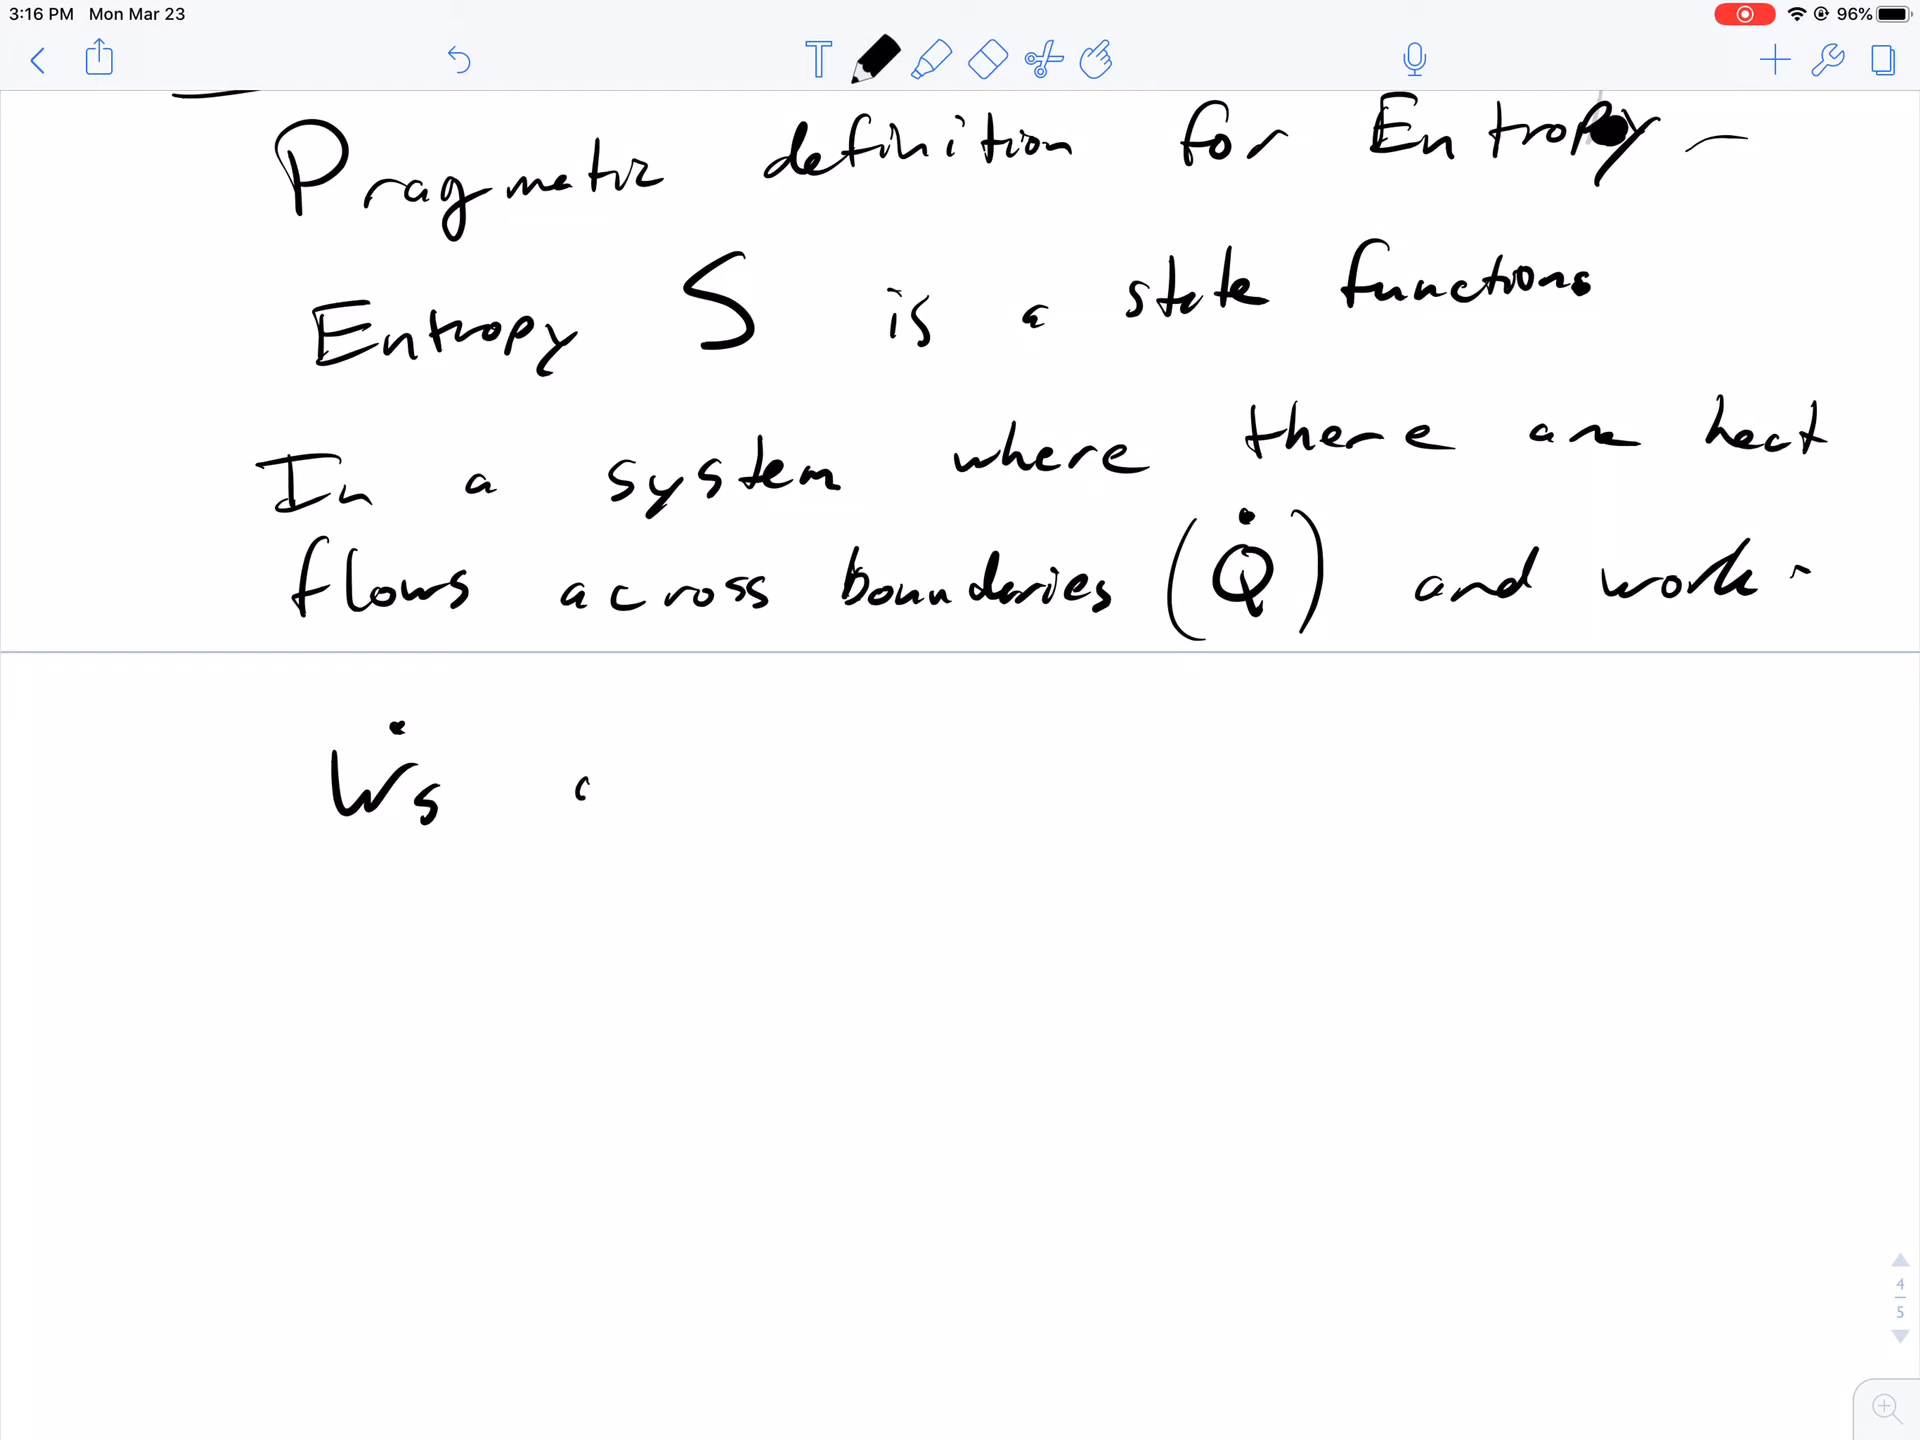 3:16 PM Mon Mar 23 96%
T
Pragmatic definition for Entropy –
Entropy S is a state functions
In a system where there are heat
flows across boundaries (Q̇) and work -
Ẇs
4
5